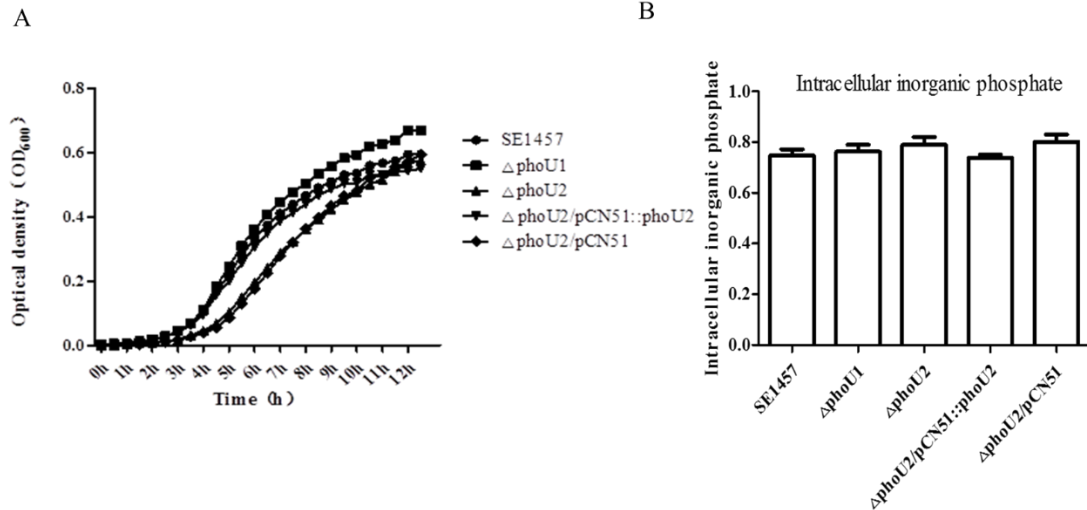 A
Optical density (OD600)
0.8
0.6
0.4
0.2
0.0
0h
1h
2h
3h
4h
5h
6h
7h
8h
9h
10h
11h
12h
Time (h)
SE1457
△phoU1
△phoU2
△phoU2/pCN51::phoU2
△phoU2/pCN51
B
Intracellular inorganic phosphate
Intracellular inorganic phosphate
1.0
0.8
0.6
0.4
0.2
0.0
SE1457
△phoU1
△phoU2
△phoU2/pCN51::phoU2
△phoU2/pCN51